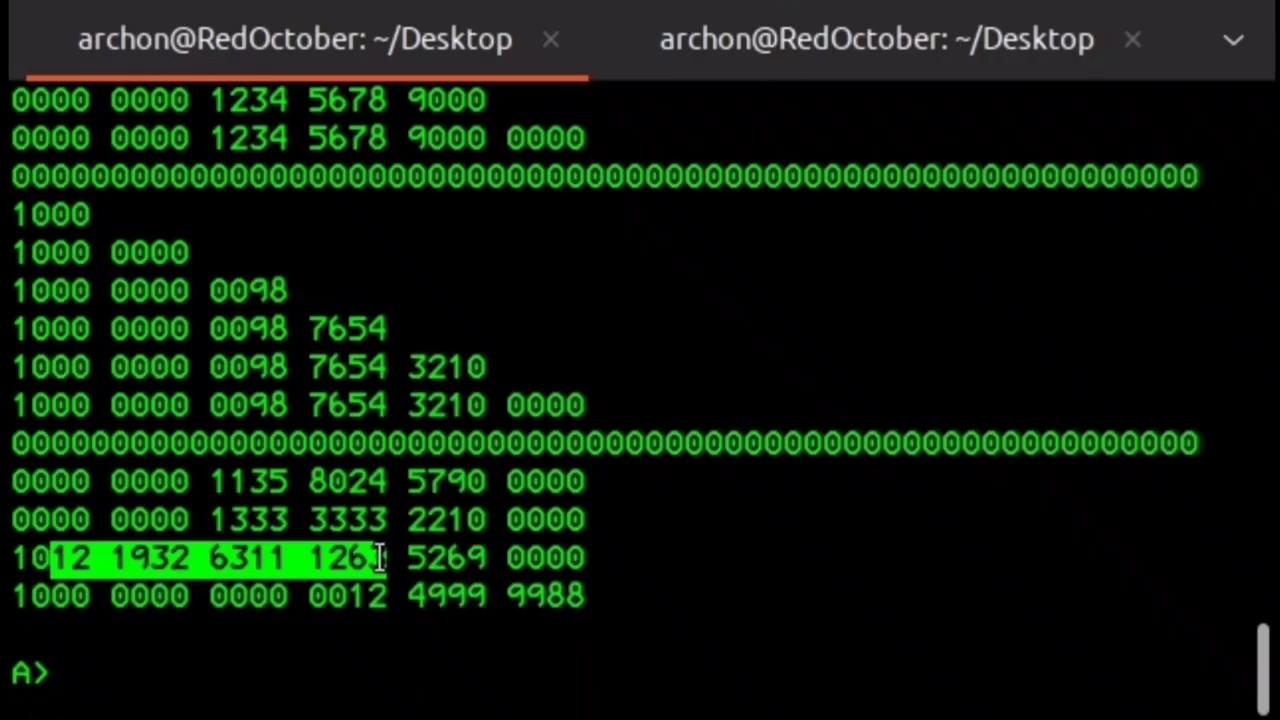 archon@RedOctober: ~/Desktop × archon@RedOctober: ~/Desktop ×
0000 0000 1234 5678 9000
0000 0000 1234 5678 9000 0000
000000000000000000000000000000000000000000000000000000000000
1000
1000 0000
1000 0000 0098
1000 0000 0098 7654
1000 0000 0098 7654 3210
1000 0000 0098 7654 3210 0000
000000000000000000000000000000000000000000000000000000000000
0000 0000 1135 8024 5790 0000
0000 0000 1333 3333 2210 0000
1012 1932 6311 1263 5269 0000
1000 0000 0000 0012 4999 9988
A>